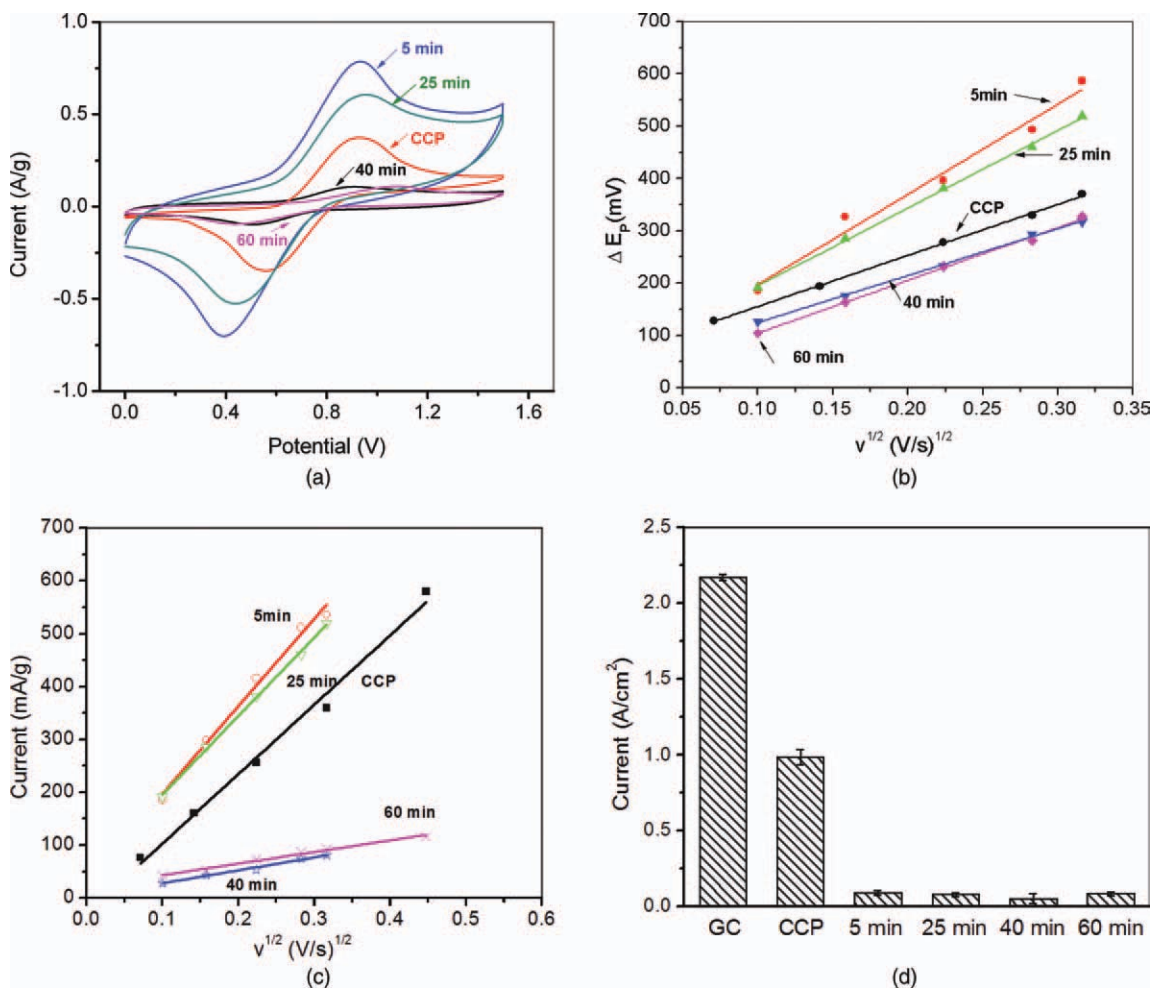 1.0
0.5
0.0
-0.5
-1.0
Current (A/g)
5 min
25 min
CCP
40 min
60 min
0.0 0.4 0.8 1.2 1.6
Potential (V)
(a)
700
600
500
400
300
200
100
0
Δ E_P(mV)
5min
25 min
CCP
40 min
60 min
0.05 0.10 0.15 0.20 0.25 0.30 0.35
v^1/2 (V/s)^1/2
(b)
700
600
500
400
300
200
100
0
Current (mA/g)
5min
25 min
CCP
60 min
40 min
0.0 0.1 0.2 0.3 0.4 0.5 0.6
v^1/2 (V/s)^1/2
(c)
2.5
2.0
1.5
1.0
0.5
0.0
Current (A/cm²)
GC CCP 5 min 25 min 40 min 60 min
(d)